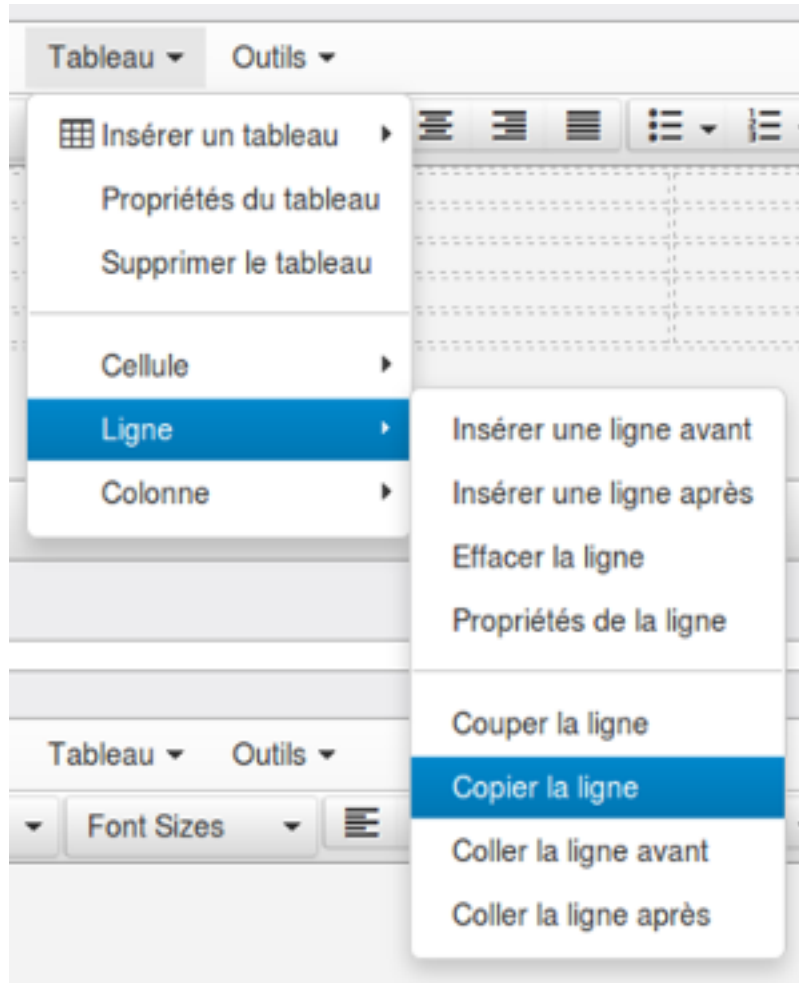 Tableau Outils
Insérer un tableau
Propriétés du tableau
Supprimer le tableau
Cellule
Ligne
Colonne
Insérer une ligne avant
Insérer une ligne après
Effacer la ligne
Propriétés de la ligne
Couper la ligne
Copier la ligne
Coller la ligne avant
Coller la ligne après
Tableau Outils
Font Sizes